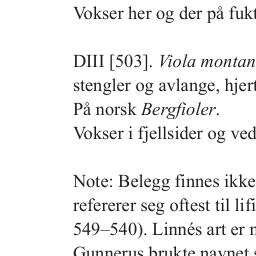 Vokser her og der på fukt
DIII [503]. Viola montan
stengler og avlange, hjert
På norsk Bergfioler.
Vokser i fjellsider og ved
Note: Belegg finnes ikke
refererer seg oftest til lifi
549–540). Linnés art er n
Gunnerus brukte navnet